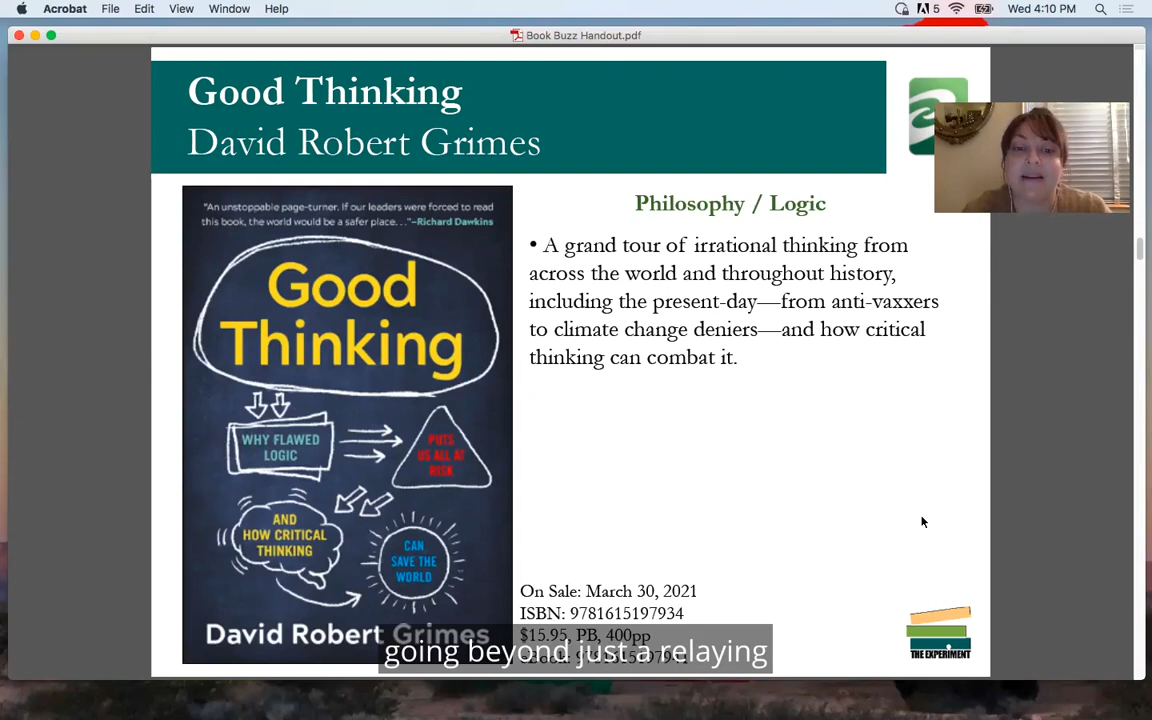 Acrobat File Edit View Window Help
5 Wed 4:10 PM
Book Buzz Handout.pdf
Good Thinking
David Robert Grimes
"An unstoppable page-turner. If our leaders were forced to read
this book, the world would be a safer place. . ."–Richard Dawkins
Good
Thinking
WHY FLAWED
LOGIC
PUTS
US ALL AT
RISK
AND
HOW CRITICAL
THINKING
CAN
SAVE THE
WORLD
David Robert Grimes
Philosophy / Logic
• A grand tour of irrational thinking from
across the world and throughout history,
including the present-day—from anti-vaxxers
to climate change deniers—and how critical
thinking can combat it.
On Sale: March 30, 2021
ISBN: 9781615197934
$15.95, PB, 400pp
THE EXPERIMENT
going beyond just a relaying